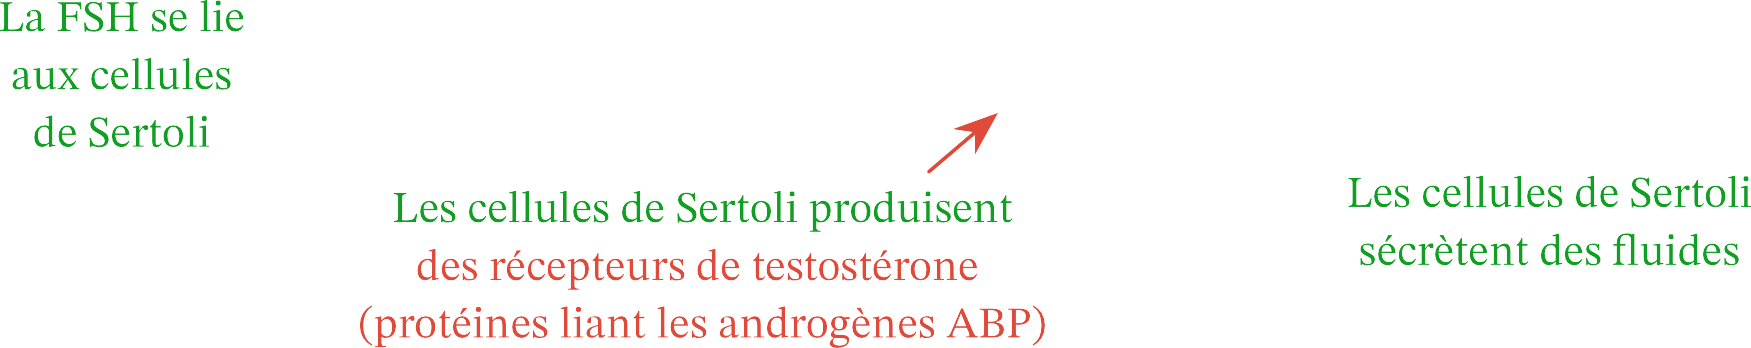 La FSH se lie
aux cellules
de Sertoli
Les cellules de Sertoli produisent
des récepteurs de testostérone
(protéines liant les androgènes ABP)
Les cellules de Sertoli
sécrètent des fluides